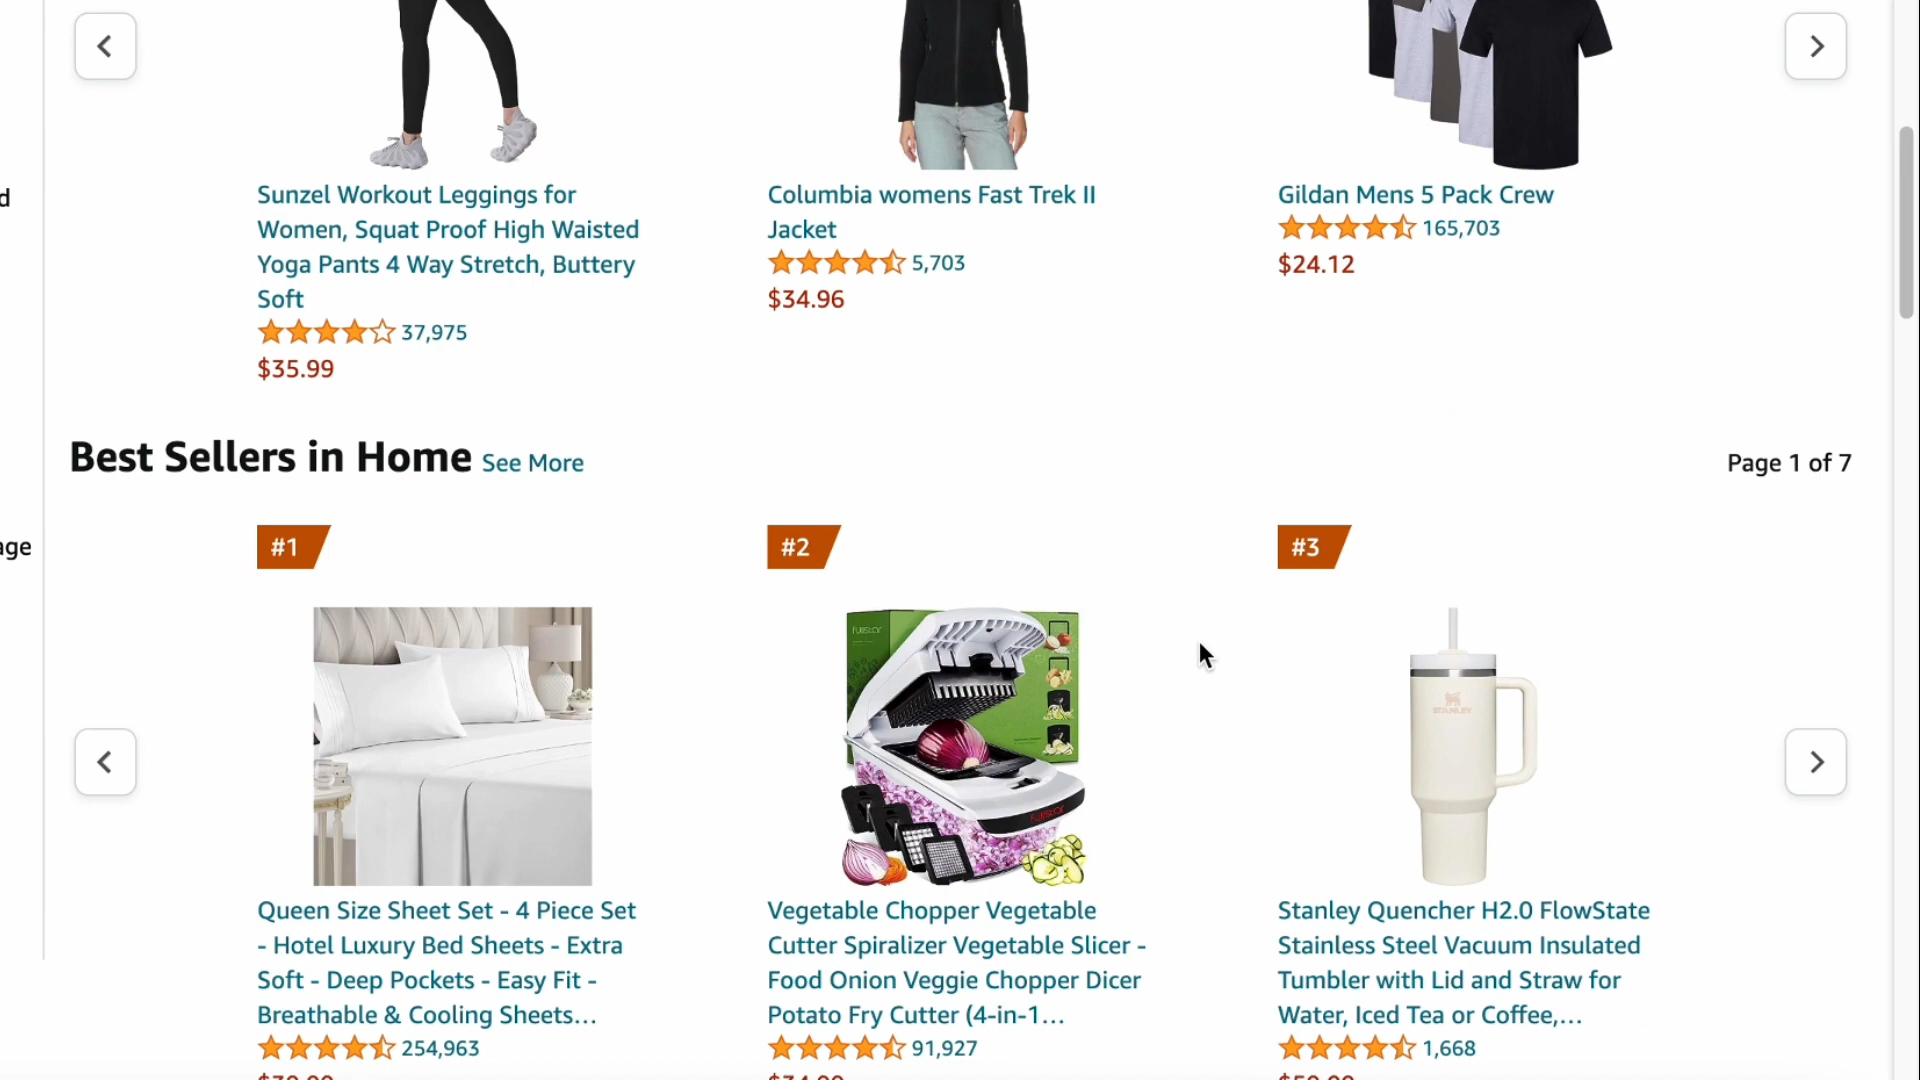 d
Sunzel Workout Leggings for
Women, Squat Proof High Waisted
Yoga Pants 4 Way Stretch, Buttery
Soft
37,975
$35.99
Columbia womens Fast Trek II
Jacket
5,703
$34.96
Gildan Mens 5 Pack Crew
165,703
$24.12
Best Sellers in Home See More
Page 1 of 7
age
#1
Queen Size Sheet Set - 4 Piece Set
- Hotel Luxury Bed Sheets - Extra
Soft - Deep Pockets - Easy Fit -
Breathable & Cooling Sheets...
254,963
#2
FULLSTAR
FULLSTAR
Vegetable Chopper Vegetable
Cutter Spiralizer Vegetable Slicer -
Food Onion Veggie Chopper Dicer
Potato Fry Cutter (4-in-1...
91,927
#3
STANLEY
Stanley Quencher H2.0 FlowState
Stainless Steel Vacuum Insulated
Tumbler with Lid and Straw for
Water, Iced Tea or Coffee,...
1,668